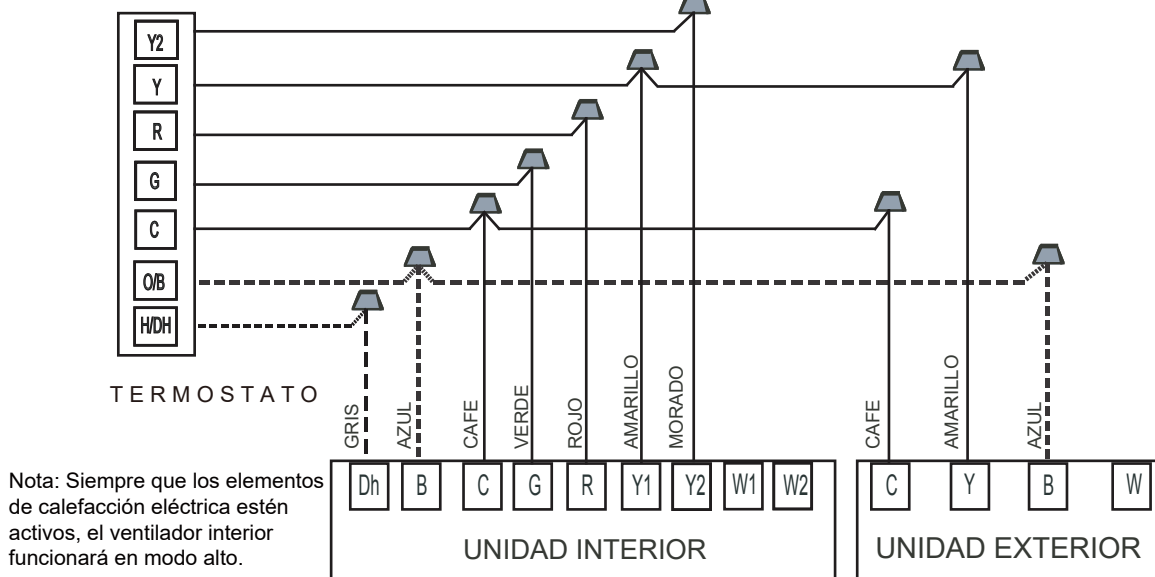 Y2
Y
R
G
C
O/B
H/DH
TERMOSTATO
GRIS
AZUL
CAFE
VERDE
ROJO
AMARILLO
MORADO
CAFE
AMARILLO
AZUL
Dh B C G R Y1 Y2 W1 W2
C Y B W
UNIDAD INTERIOR
UNIDAD EXTERIOR
Nota: Siempre que los elementos
de calefacción eléctrica estén
activos, el ventilador interior
funcionará en modo alto.